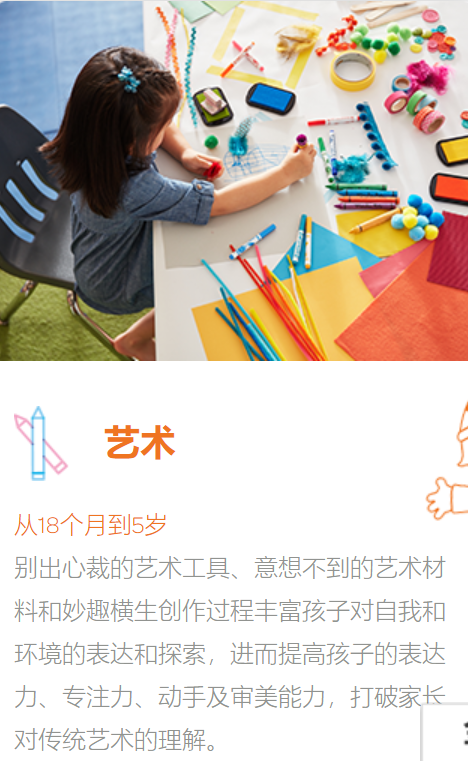 艺术
从18个月到5岁
别出心裁的艺术工具、意想不到的艺术材
料和妙趣横生创作过程丰富孩子对自我和
环境的表达和探索，进而提高孩子的表达
力、专注力、动手及审美能力，打破家长
对传统艺术的理解。